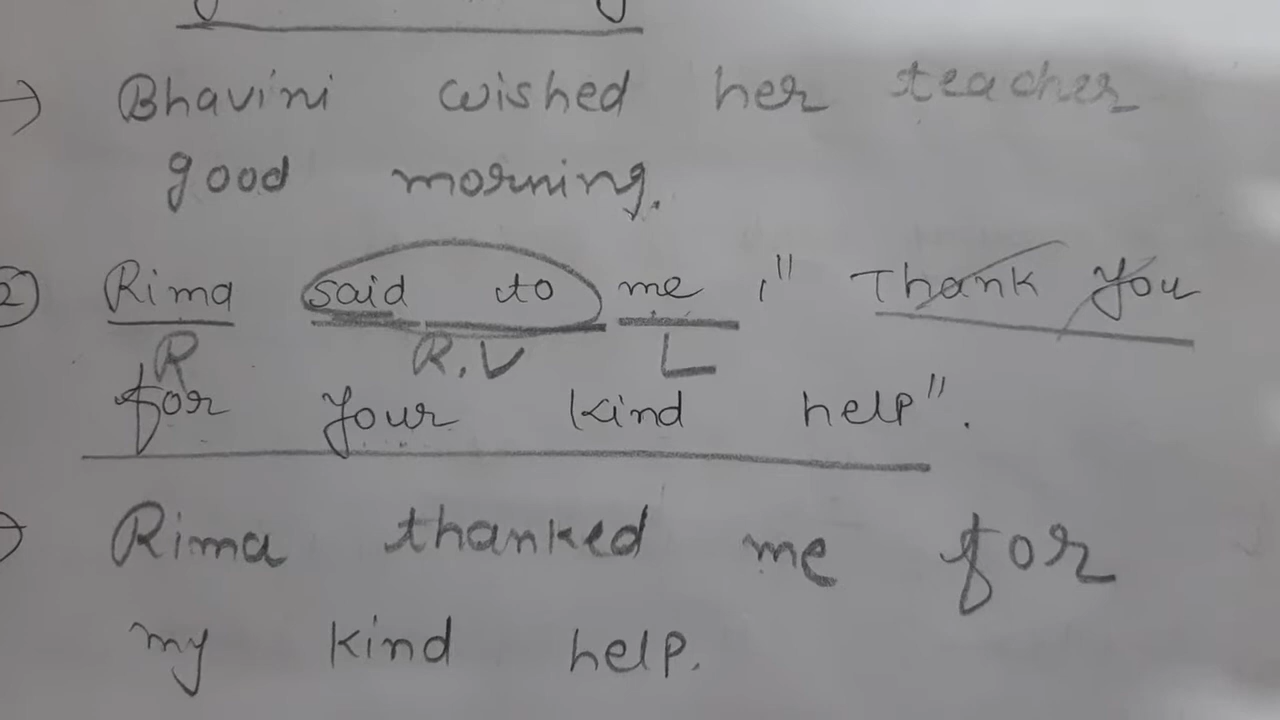 → Bhavini wished her teacher
good morning.
② Rima said to me ," Thank you
R R.V L
for your kind help".
→ Rima thanked me for
my kind help.